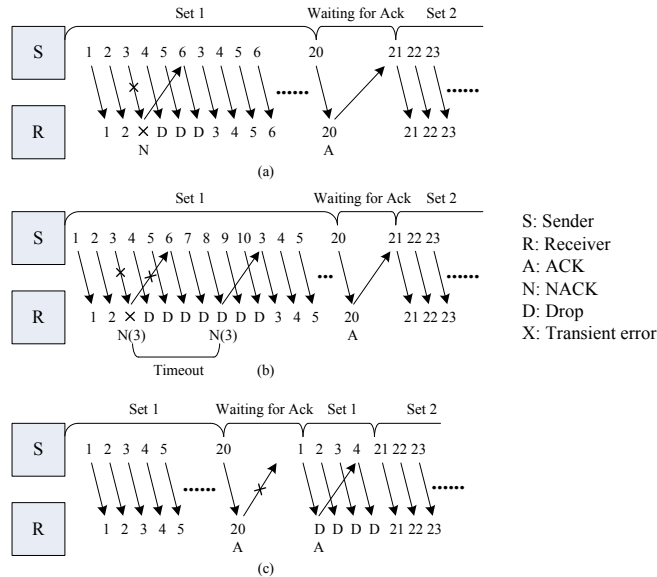 Set 1 Waiting for Ack Set 2
S 1 2 3 4 5 6 3 4 5 6 20 21 22 23
R 1 2 D D D 3 4 5 6 20 21 22 23
N A
(a)
Set 1 Waiting for Ack Set 2
S 1 2 3 4 5 6 7 8 9 10 3 4 5 20 21 22 23
R 1 2 D D D D D D D 3 4 5 20 21 22 23
N(3) N(3) A
Timeout
(b)
Set 1 Waiting for Ack Set 1 Set 2
S 1 2 3 4 5 20 1 2 3 4 21 22 23
R 1 2 3 4 5 20 D D D D 21 22 23
A A
(c)
S: Sender
R: Receiver
A: ACK
N: NACK
D: Drop
X: Transient error